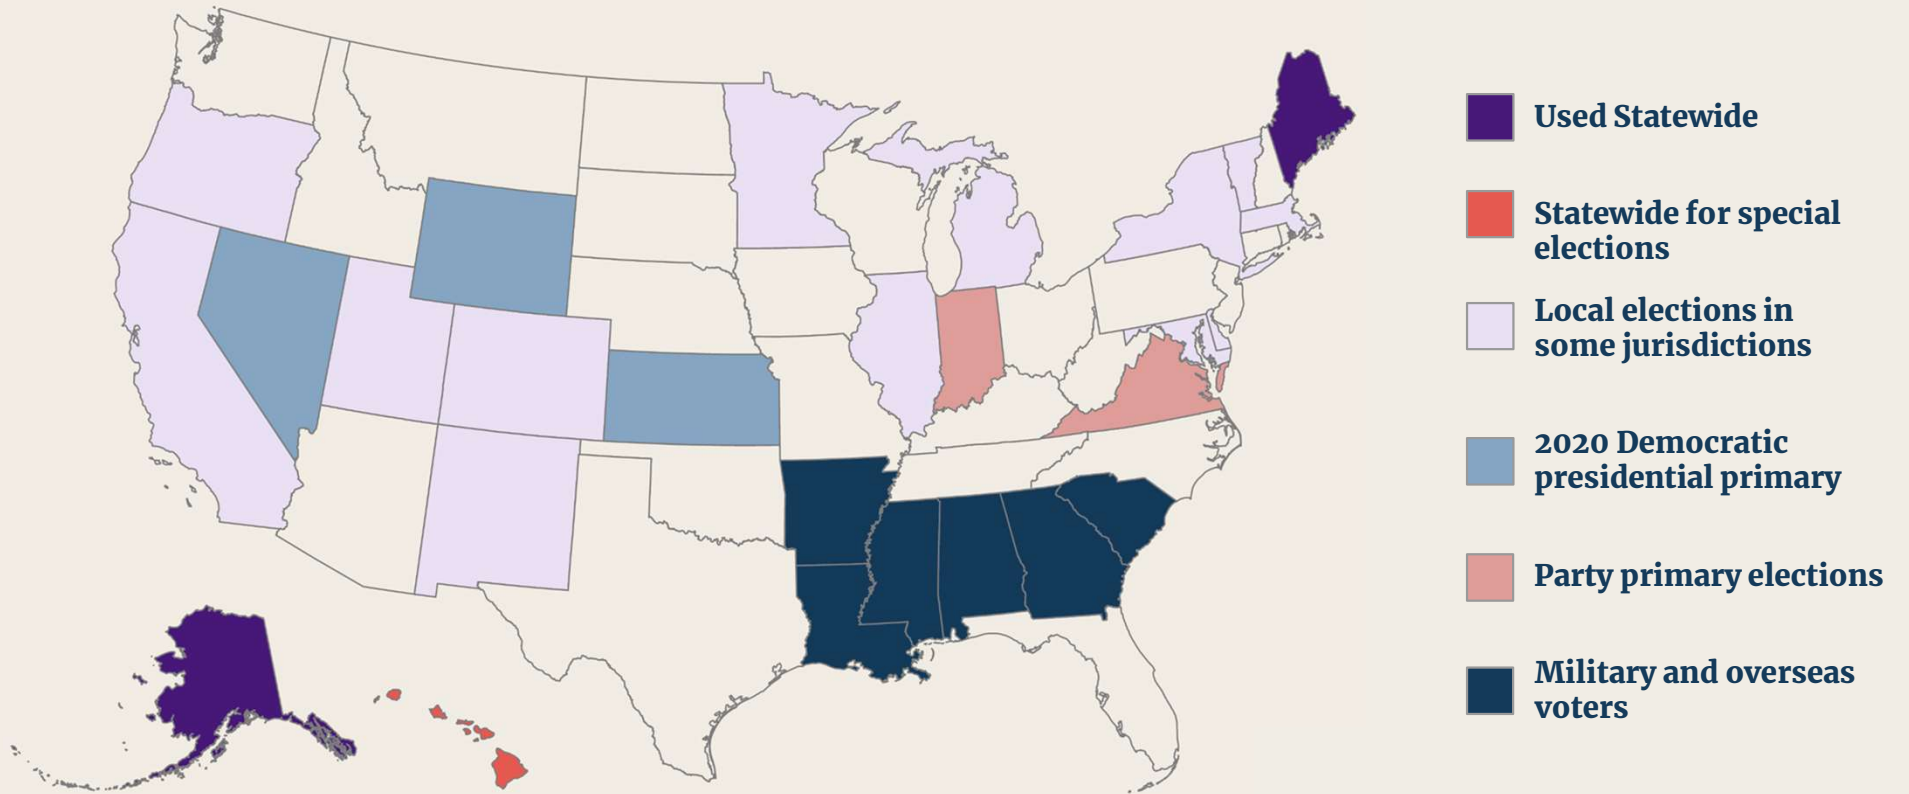 Used Statewide
Statewide for special
elections
Local elections in
some jurisdictions
2020 Democratic
presidential primary
Party primary elections
Military and overseas
voters